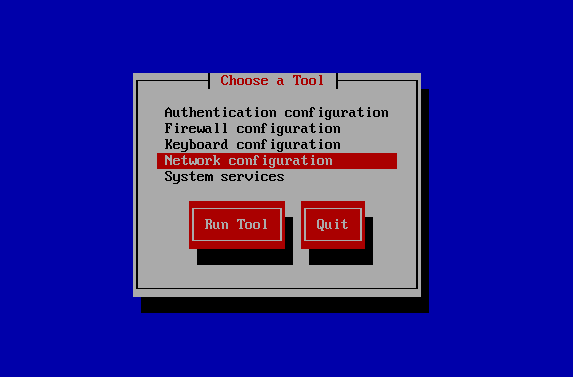 Choose a Tool
Authentication configuration
Firewall configuration
Keyboard configuration
Network configuration
System services
Run Tool Quit